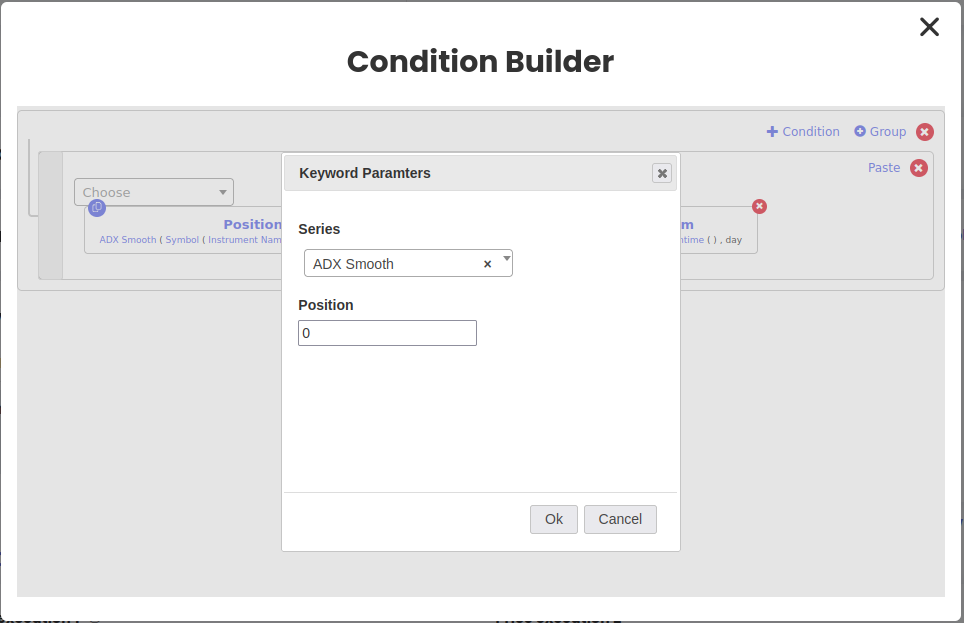 Condition Builder
Condition Group
Paste
Choose
Position
m
ADX Smooth ( Symbol ( Instrument Nam
ntime ( ) , day
Keyword Paramters
Series
ADX Smooth
Position
0
Ok Cancel